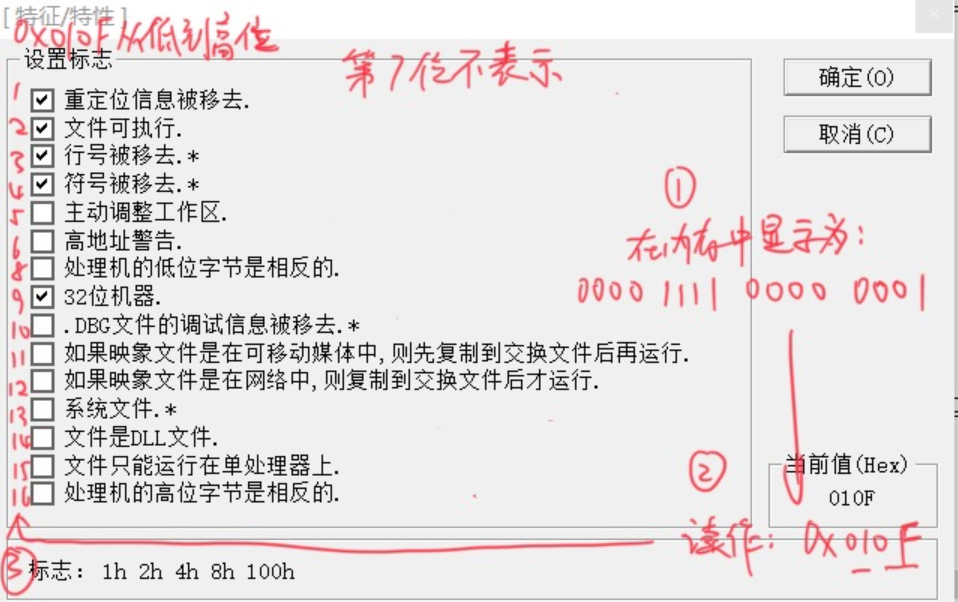 [特征/特性]
0x010F从低到高位
设置标志
第7位不表示
确定(O)
1 重定位信息被移去.
2 文件可执行.
取消(C)
3 行号被移去.*
4 符号被移去.*
①
5 主动调整工作区.
6 高地址警告.
在内存中显示为:
8 处理机的低位字节是相反的.
9 32位机器.
0000 1111 0000 0001
10 .DBG文件的调试信息被移去.*
11 如果映象文件是在可移动媒体中,则先复制到交换文件后再运行.
12 如果映象文件是在网络中,则复制到交换文件后才运行.
13 系统文件.*
14 文件是DLL文件.
15 文件只能运行在单处理器上.
②
当前值(Hex)
16 处理机的高位字节是相反的.
010F
读作: 0x010F
③ 标志: 1h 2h 4h 8h 100h